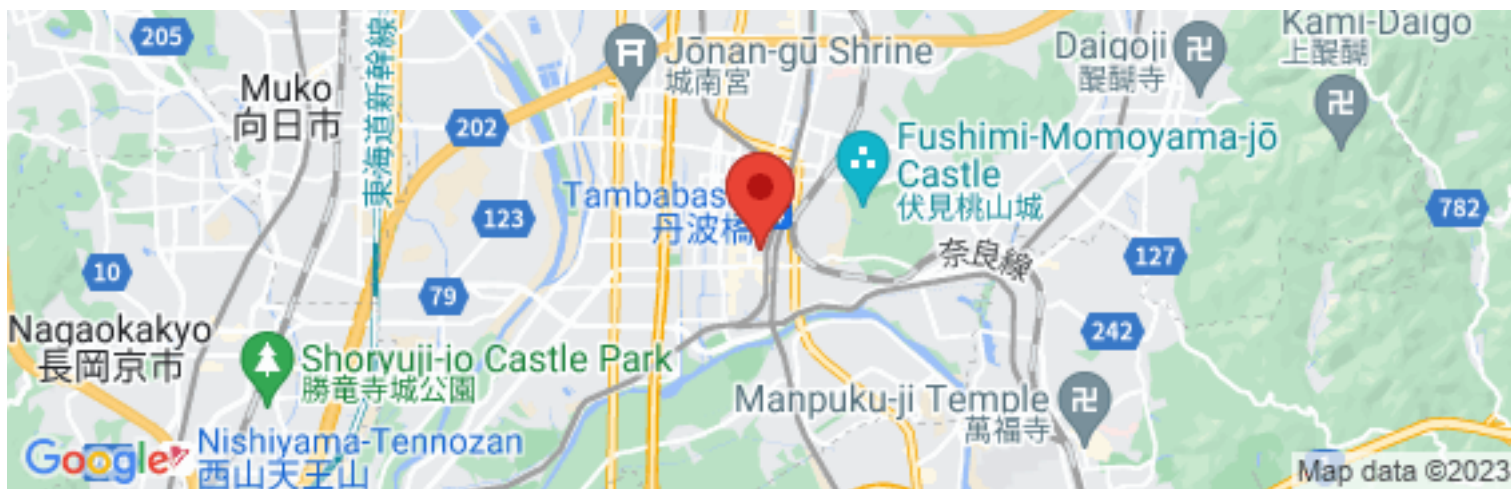 205
Jōnan-gū Shrine
城南宮
Daigoji
醍醐寺
Kami-Daigo
上醍醐
Muko
向日市
東海道新幹線
202
Fushimi-Momoyama-jō
Castle
伏見桃山城
Tambabas
丹波橋
123
782
10
79
奈良線
127
Nagaokakyo
長岡京市
242
Shoryuji-jo Castle Park
勝竜寺城公園
Manpuku-ji Temple
萬福寺
Nishiyama-Tennozan
西山天王山
Google
Map data ©2023